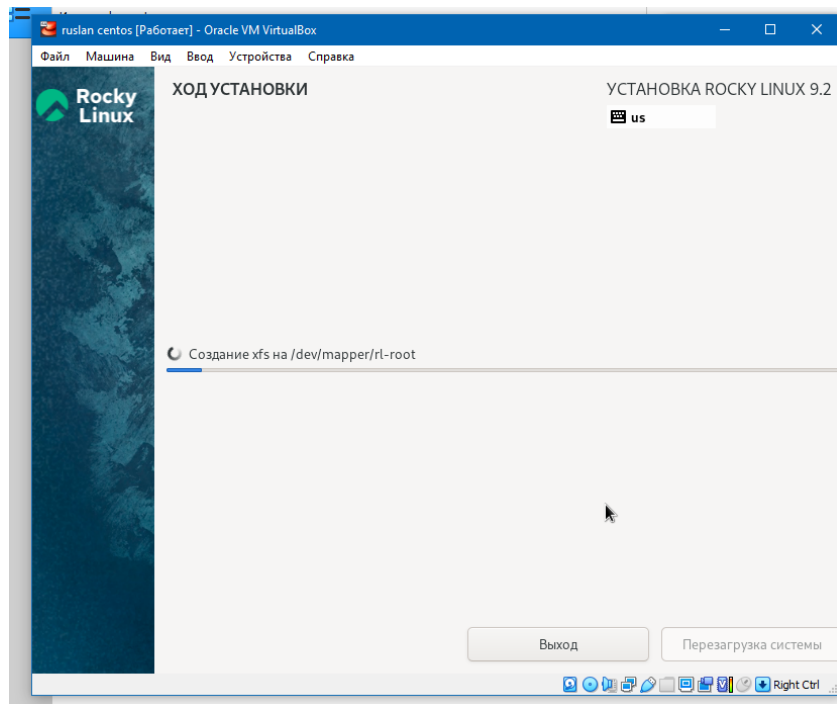 ruslan centos [Работает] - Oracle VM VirtualBox
Файл Машина Вид Ввод Устройства Справка
Rocky
Linux
ХОД УСТАНОВКИ
УСТАНОВКА ROCKY LINUX 9.2
us
Создание xfs на /dev/mapper/rl-root
Выход
Перезагрузка системы
Right Ctrl